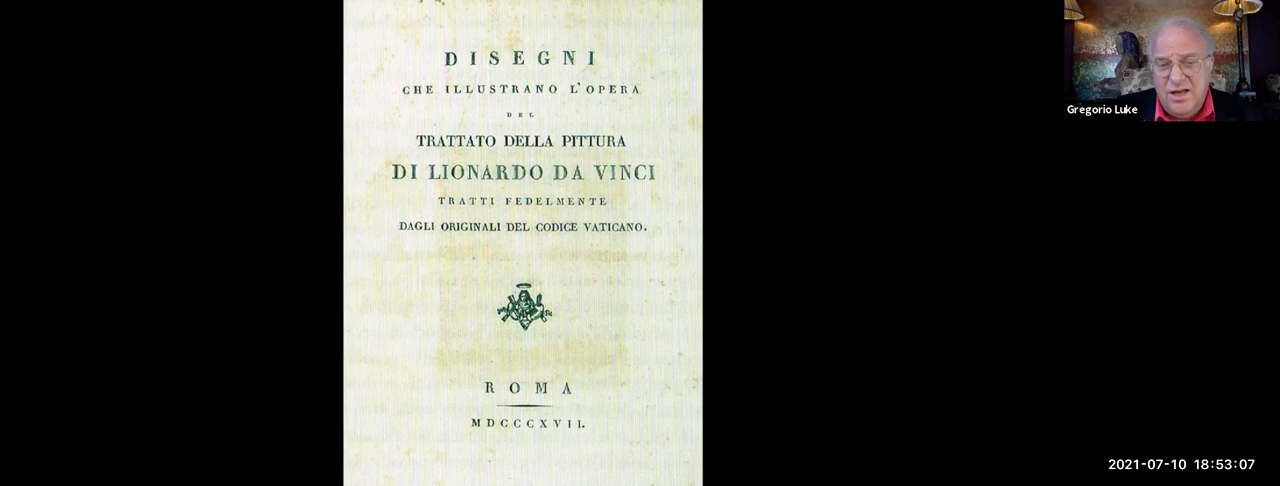 DISEGNI
CHE ILLUSTRANO L'OPERA
DEL
TRATTATO DELLA PITTURA
DI LIONARDO DA VINCI
TRATTI FEDELMENTE
DAGLI ORIGINALI DEL CODICE VATICANO.
ROMA
MDCCCXVII.
Gregorio Luke
2021-07-10 18:53:07